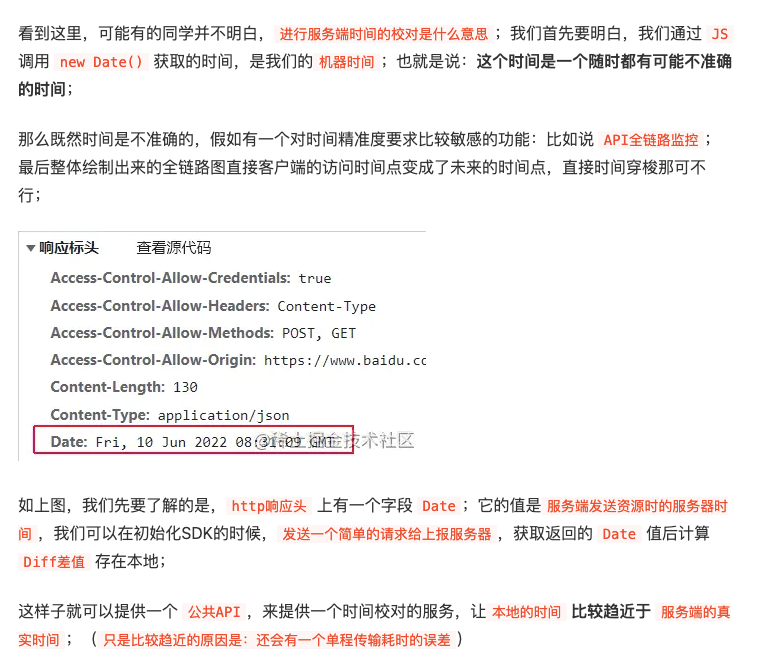 看到这里，可能有的同学并不明白， 进行服务端时间的校对是什么意思 ；我们首先要明白，我们通过 JS
调用 new Date() 获取的时间，是我们的 机器时间 ；也就是说：这个时间是一个随时都有可能不准确
的时间；
那么既然时间是不准确的，假如有一个对时间精准度要求比较敏感的功能：比如说 API全链路监控 ；
最后整体绘制出来的全链路图直接客户端的访问时间点变成了未来的时间点，直接时间穿梭那可不
行；
响应标头 查看源代码
Access-Control-Allow-Credentials: true
Access-Control-Allow-Headers: Content-Type
Access-Control-Allow-Methods: POST, GET
Access-Control-Allow-Origin: https://www.baidu.cc
Content-Length: 130
Content-Type: application/json
Date: Fri, 10 Jun 2022 08:31:09 GMT
@稀土掘金技术社区
如上图，我们先要了解的是， http响应头 上有一个字段 Date ；它的值是 服务端发送资源时的服务器时
间 ，我们可以在初始化SDK的时候， 发送一个简单的请求给上报服务器 ，获取返回的 Date 值后计算
Diff差值 存在本地；
这样子就可以提供一个 公共API ，来提供一个时间校对的服务，让 本地的时间 比较趋近于 服务端的真
实时间 ；（ 只是比较趋近的原因是：还会有一个单程传输耗时的误差 ）